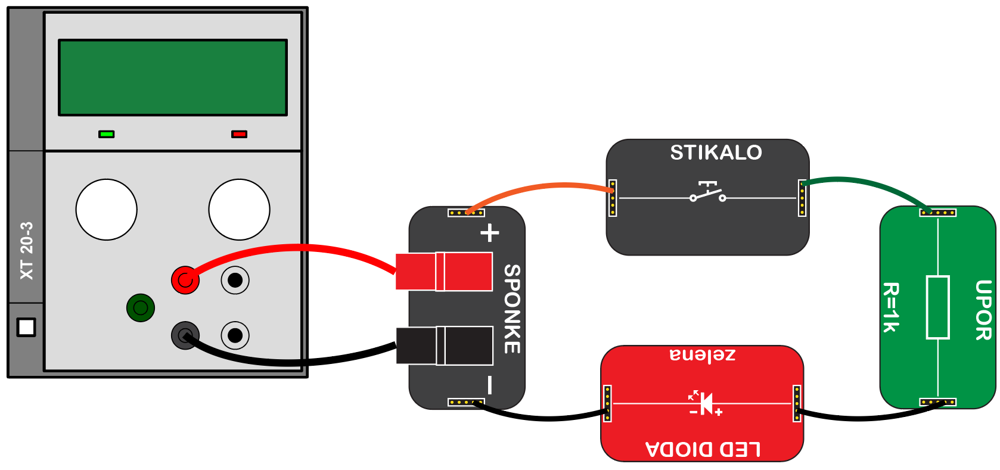 XT 20-3
+
SPONKE
−
STIKALO
R=1k
UPOR
zelena
− +
LED DIODA